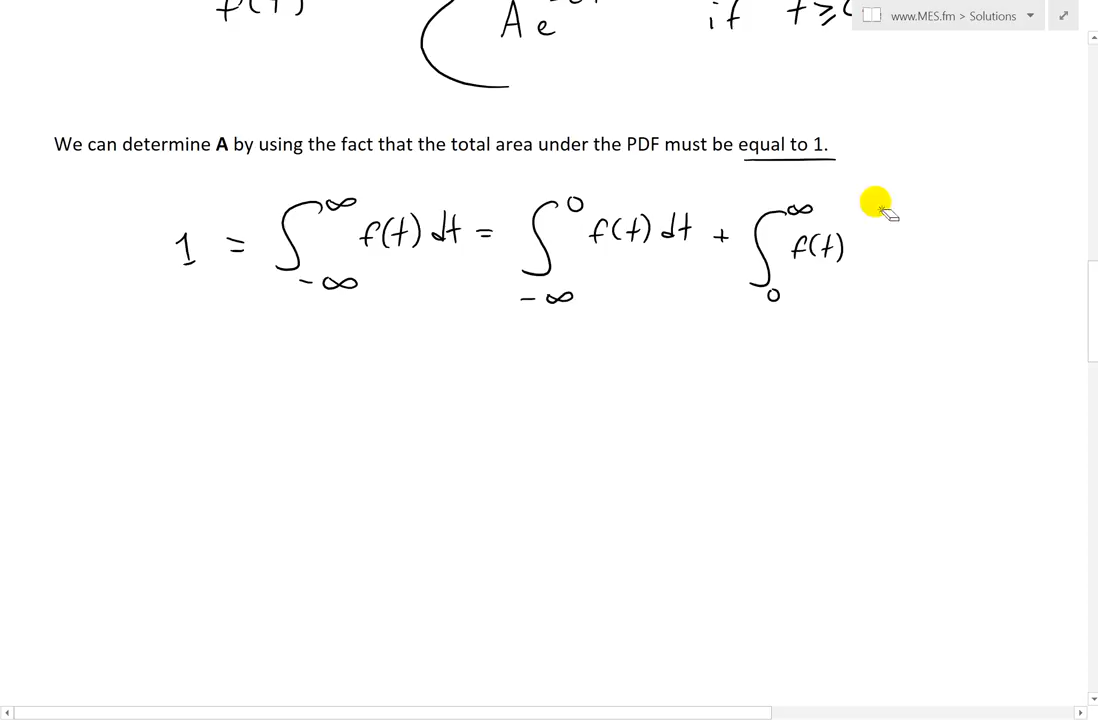 f(t)
A e if t ≥
www.MES.fm > Solutions
We can determine A by using the fact that the total area under the PDF must be equal to 1.
1 = ∫_{-∞}^{∞} f(t) dt = ∫_{-∞}^{0} f(t) dt + ∫_{0}^{∞} f(t)